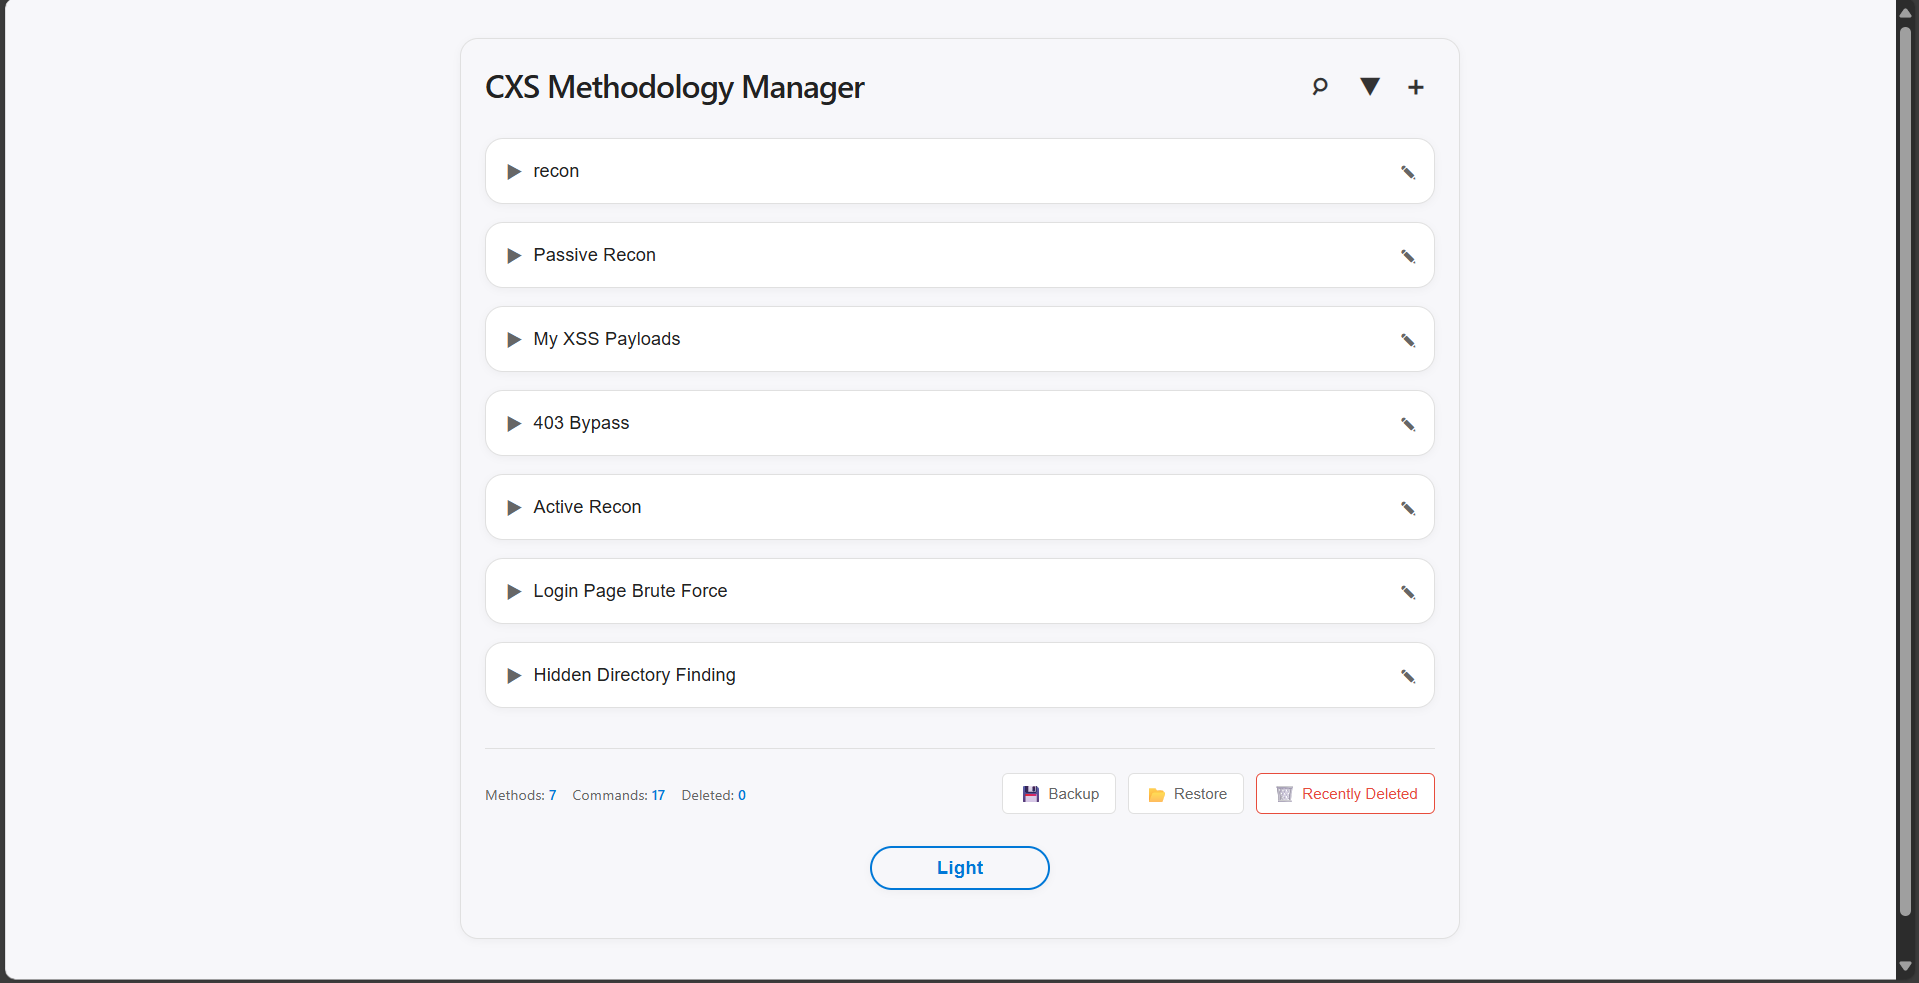 CXS Methodology Manager
recon
Passive Recon
My XSS Payloads
403 Bypass
Active Recon
Login Page Brute Force
Hidden Directory Finding
Methods: 7 Commands: 17 Deleted: 0 Backup Restore Recently Deleted
Light